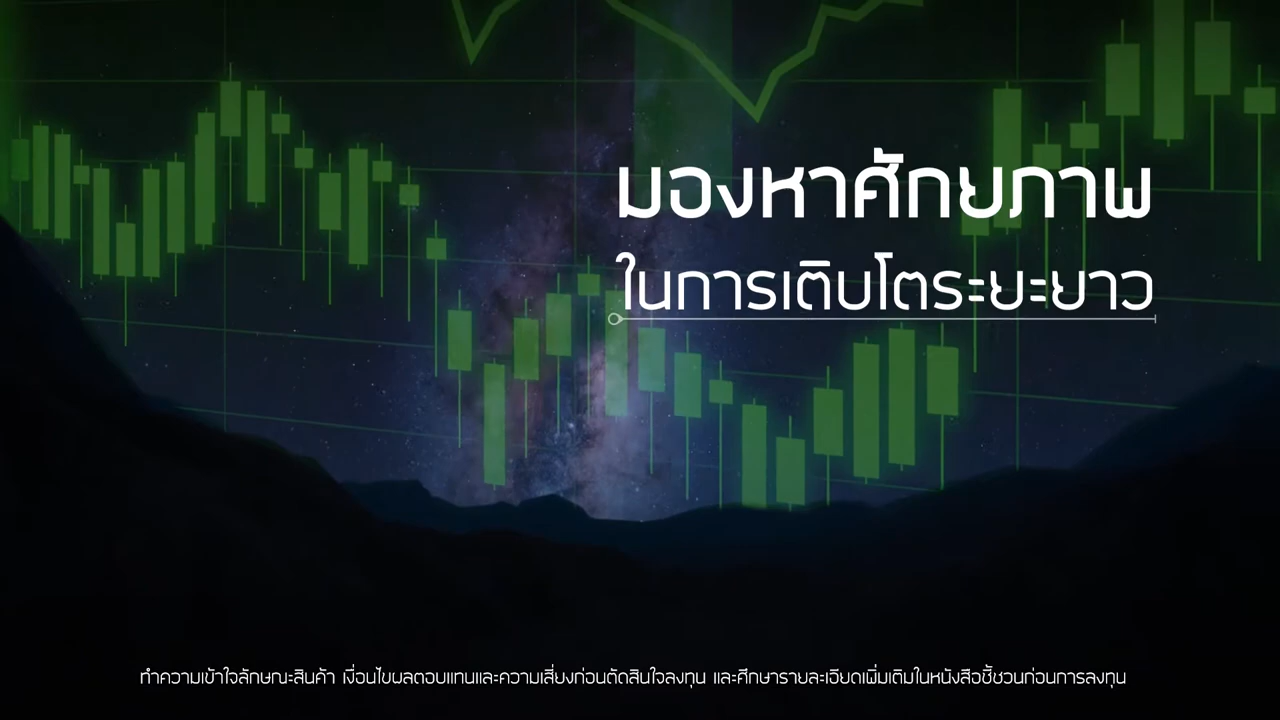 มองหาศักยภาพ
ในการเติบโตระยะยาว
ทำความเข้าใจลักษณะสินค้า เงื่อนไขผลตอบแทนและความเสี่ยงก่อนตัดสินใจลงทุน และศึกษารายละเอียดเพิ่มเติมในหนังสือชี้ชวนก่อนการลงทุน